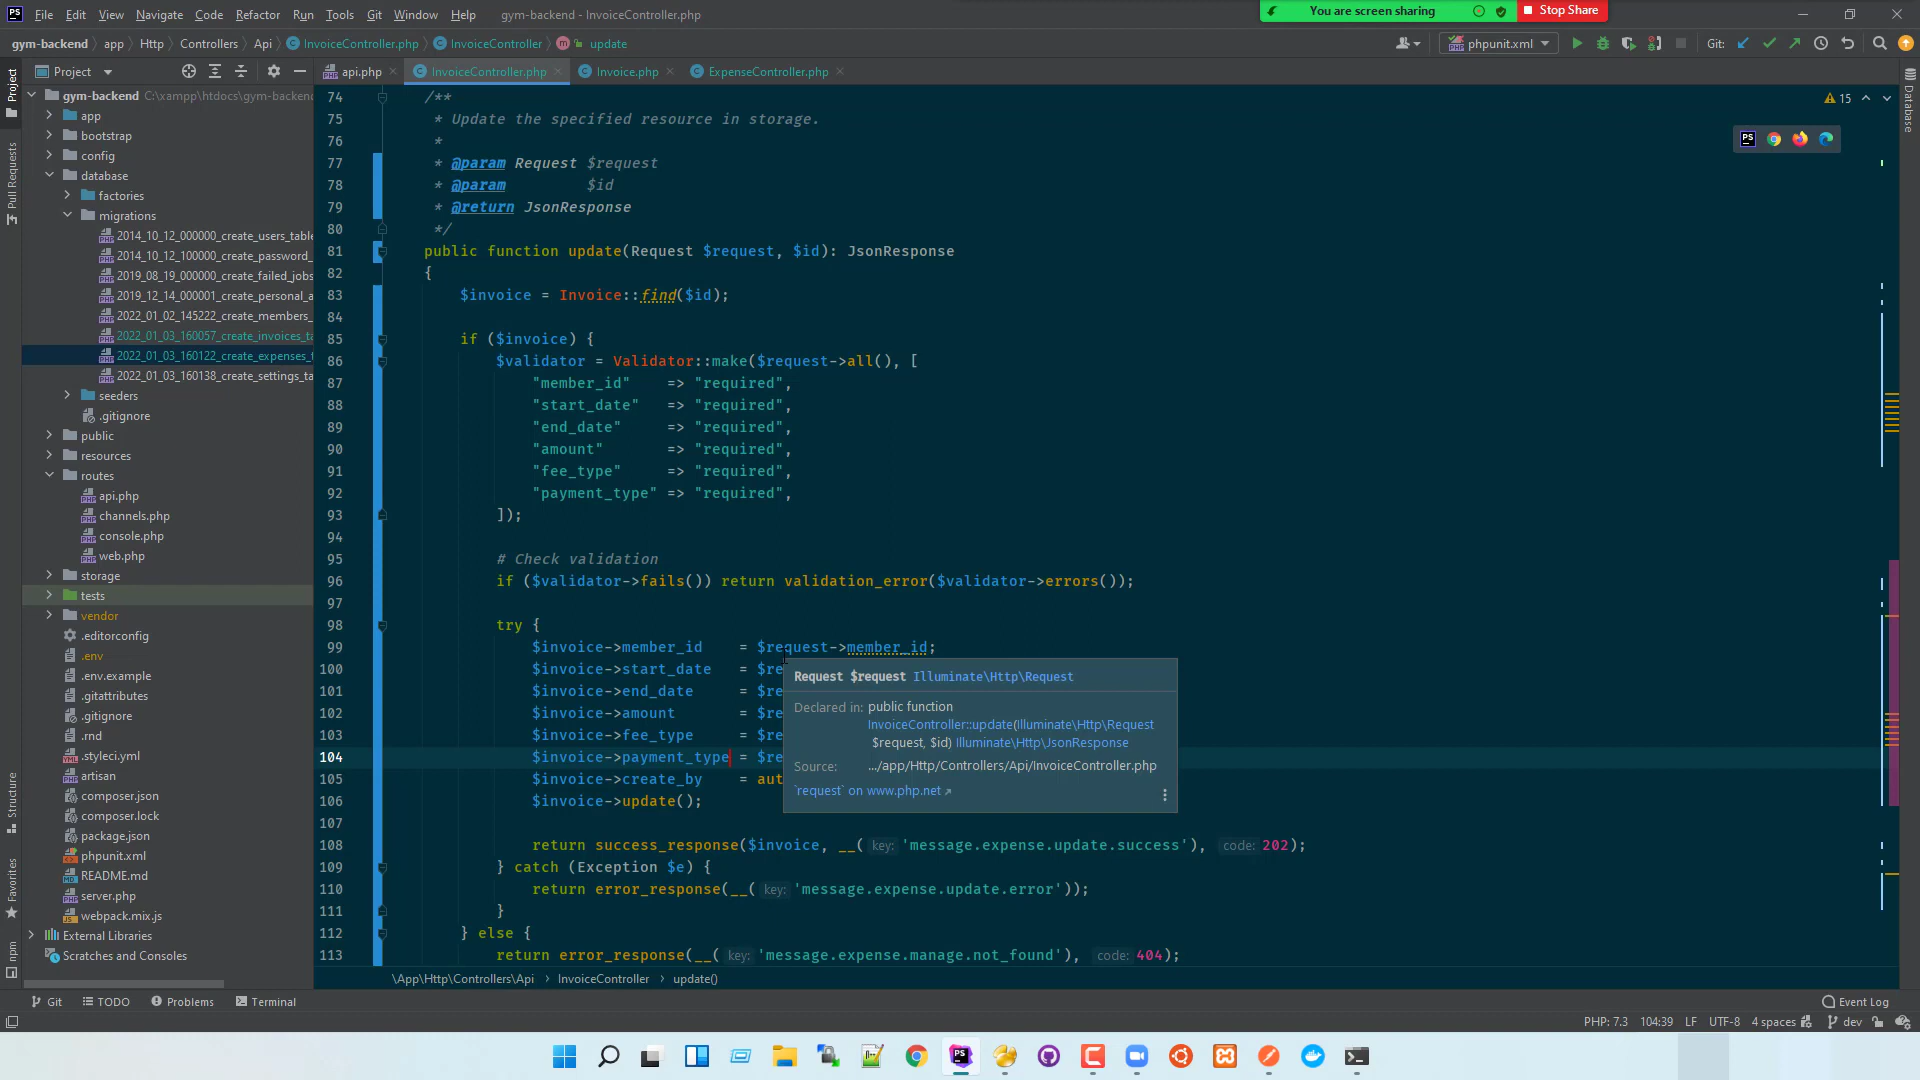 File Edit View Navigate Code Refactor Run Tools Git Window Help gym-backend - InvoiceController.php
You are screen sharing Stop Share
gym-backend app Http Controllers Api InvoiceController.php InvoiceController update
phpunit.xml Git:
Project
api.php InvoiceController.php Invoice.php ExpenseController.php
gym-backend C:\xampp\htdocs\gym-backend
app
bootstrap
config
database
factories
migrations
2014_10_12_000000_create_users_table
2014_10_12_100000_create_password_
2019_08_19_000000_create_failed_jobs
2019_12_14_000001_create_personal_a
2022_01_02_145222_create_members_
2022_01_03_160057_create_invoices_ta
2022_01_03_160122_create_expenses_t
2022_01_03_160138_create_settings_ta
seeders
.gitignore
public
resources
routes
api.php
channels.php
console.php
web.php
storage
tests
vendor
.editorconfig
.env
.env.example
.gitattributes
.gitignore
.rnd
.styleci.yml
artisan
composer.json
composer.lock
package.json
phpunit.xml
README.md
server.php
webpack.mix.js
External Libraries
Scratches and Consoles
Project
Pull Requests
Structure
Favorites
npm
Database
15
74 /**
75 * Update the specified resource in storage.
76 *
77 * @param Request $request
78 * @param $id
79 * @return JsonResponse
80 */
81 public function update(Request $request, $id): JsonResponse
82 {
83 $invoice = Invoice::find($id);
84
85 if ($invoice) {
86 $validator = Validator::make($request->all(), [
87 "member_id" => "required",
88 "start_date" => "required",
89 "end_date" => "required",
90 "amount" => "required",
91 "fee_type" => "required",
92 "payment_type" => "required",
93 ]);
94
95 # Check validation
96 if ($validator->fails()) return validation_error($validator->errors());
97
98 try {
99 $invoice->member_id = $request->member_id;
100 $invoice->start_date = $re
101 $invoice->end_date = $re
102 $invoice->amount = $re
103 $invoice->fee_type = $re
104 $invoice->payment_type = $re
105 $invoice->create_by = aut
106 $invoice->update();
107
108 return success_response($invoice, __( key: 'message.expense.update.success'), code: 202);
109 } catch (Exception $e) {
110 return error_response(__( key: 'message.expense.update.error'));
111 }
112 } else {
113 return error_response(__( key: 'message.expense.manage.not_found'), code: 404);
Request $request Illuminate\Http\Request
Declared in: public function
InvoiceController::update(Illuminate\Http\Request
$request, $id) Illuminate\Http\JsonResponse
Source: .../app/Http/Controllers/Api/InvoiceController.php
`request` on www.php.net
\App\Http\Controllers\Api InvoiceController update()
Git TODO Problems Terminal Event Log
PHP: 7.3 104:39 LF UTF-8 4 spaces dev